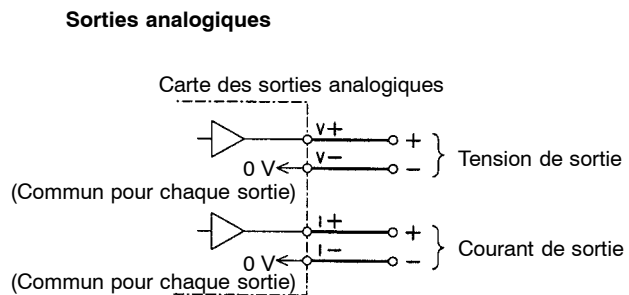 Sorties analogiques
Carte des sorties analogiques
V+
+
V−
0 V
−
Tension de sortie
(Commun pour chaque sortie)
I+
+
I−
0 V
−
Courant de sortie
(Commun pour chaque sortie)